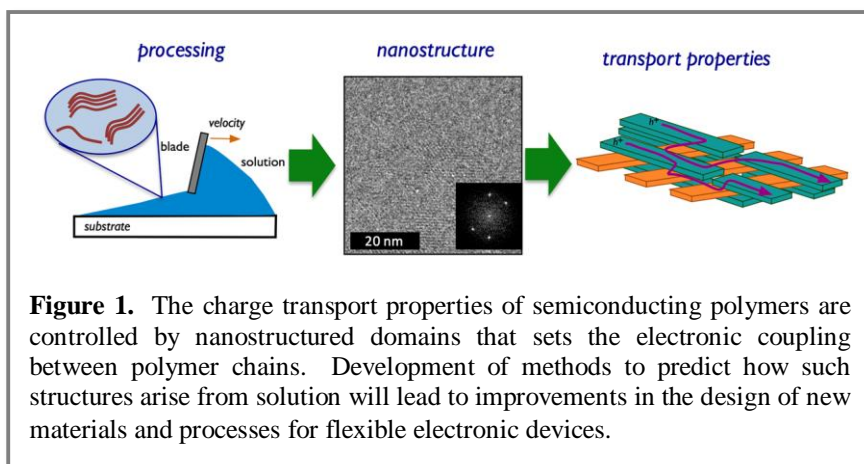 processing
nanostructure
transport properties
velocity
blade
solution
substrate
20 nm
h+
h+
Figure 1. The charge transport properties of semiconducting polymers are
controlled by nanostructured domains that sets the electronic coupling
between polymer chains. Development of methods to predict how such
structures arise from solution will lead to improvements in the design of new
materials and processes for flexible electronic devices.